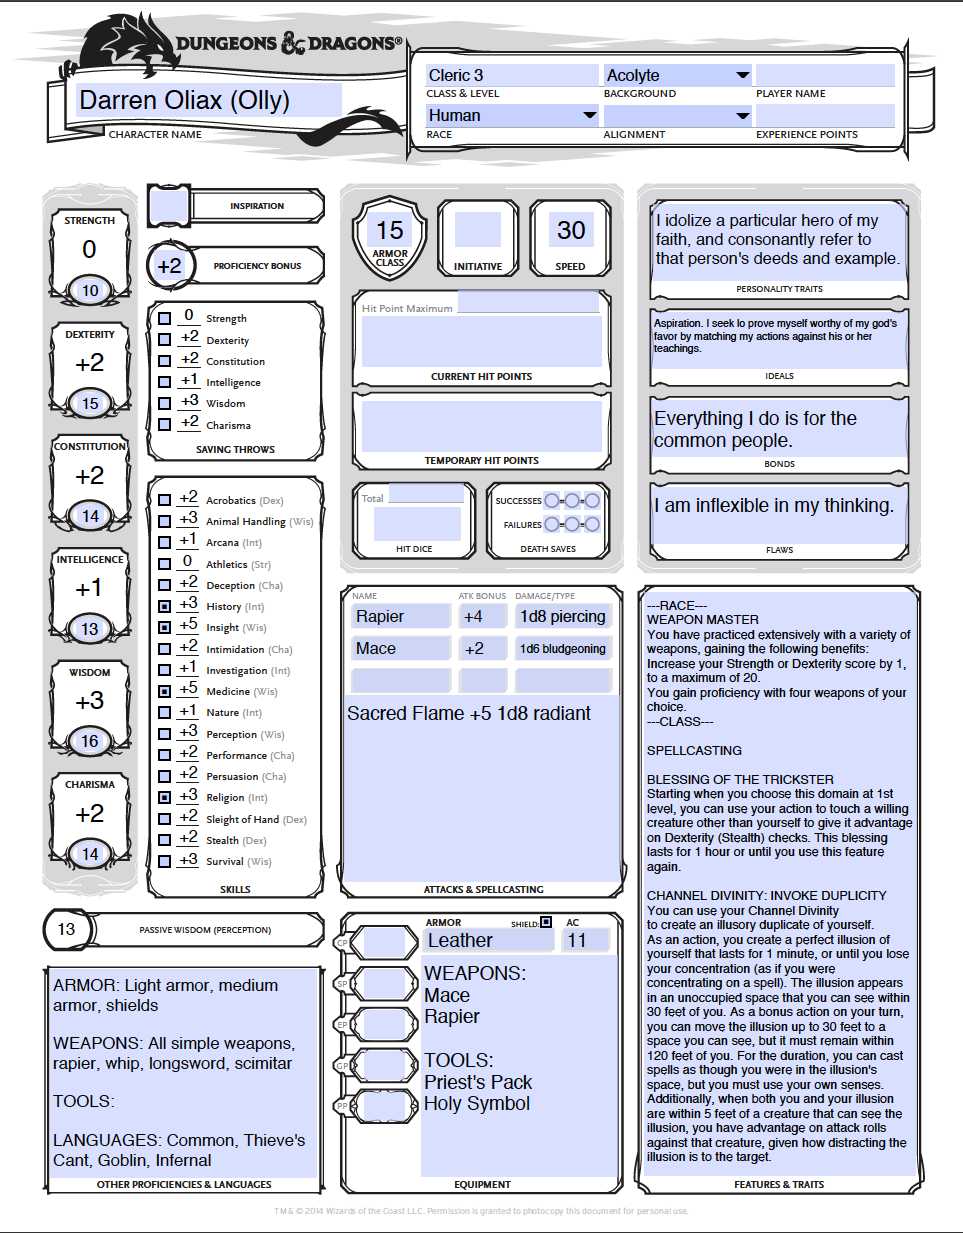 DUNGEONS & DRAGONS®
Darren Oliax (Olly)
CHARACTER NAME
Cleric 3
Acolyte
CLASS & LEVEL
BACKGROUND
PLAYER NAME
Human
RACE
ALIGNMENT
EXPERIENCE POINTS
STRENGTH
0
10
DEXTERITY
+2
15
CONSTITUTION
+2
14
INTELLIGENCE
+1
13
WISDOM
+3
16
CHARISMA
+2
14
INSPIRATION
+2
PROFICIENCY BONUS
0 Strength
+2 Dexterity
+2 Constitution
+1 Intelligence
+3 Wisdom
+2 Charisma
SAVING THROWS
+2 Acrobatics (Dex)
+3 Animal Handling (Wis)
+1 Arcana (Int)
0 Athletics (Str)
+2 Deception (Cha)
+3 History (Int)
+5 Insight (Wis)
+2 Intimidation (Cha)
+1 Investigation (Int)
+5 Medicine (Wis)
+1 Nature (Int)
+3 Perception (Wis)
+2 Performance (Cha)
+2 Persuasion (Cha)
+3 Religion (Int)
+2 Sleight of Hand (Dex)
+2 Stealth (Dex)
+3 Survival (Wis)
SKILLS
13
PASSIVE WISDOM (PERCEPTION)
ARMOR: Light armor, medium
armor, shields
WEAPONS: All simple weapons,
rapier, whip, longsword, scimitar
TOOLS:
LANGUAGES: Common, Thieve's
Cant, Goblin, Infernal
OTHER PROFICIENCIES & LANGUAGES
15
ARMOR
CLASS
INITIATIVE
30
SPEED
Hit Point Maximum
CURRENT HIT POINTS
TEMPORARY HIT POINTS
Total
HIT DICE
SUCCESSES
FAILURES
DEATH SAVES
NAME
ATK BONUS
DAMAGE/TYPE
Rapier
+4
1d8 piercing
Mace
+2
1d6 bludgeoning
Sacred Flame +5 1d8 radiant
ATTACKS & SPELLCASTING
CP
SP
EP
GP
PP
ARMOR
SHIELD:
AC
Leather
11
WEAPONS:
Mace
Rapier
TOOLS:
Priest's Pack
Holy Symbol
EQUIPMENT
I idolize a particular hero of my
faith, and consonantly refer to
that person's deeds and example.
PERSONALITY TRAITS
Aspiration. I seek lo prove myself worthy of my god's
favor by matching my actions against his or her
teachings.
IDEALS
Everything I do is for the
common people.
BONDS
I am inflexible in my thinking.
FLAWS
---RACE---
WEAPON MASTER
You have practiced extensively with a variety of
weapons, gaining the following benefits:
Increase your Strength or Dexterity score by 1,
to a maximum of 20.
You gain proficiency with four weapons of your
choice.
---CLASS---
SPELLCASTING
BLESSING OF THE TRICKSTER
Starting when you choose this domain at 1st
level, you can use your action to touch a willing
creature other than yourself to give it advantage
on Dexterity (Stealth) checks. This blessing
lasts for 1 hour or until you use this feature
again.
CHANNEL DIVINITY: INVOKE DUPLICITY
You can use your Channel Divinity
to create an illusory duplicate of yourself.
As an action, you create a perfect illusion of
yourself that lasts for 1 minute, or until you lose
your concentration (as if you were
concentrating on a spell). The illusion appears
in an unoccupied space that you can see within
30 feet of you. As a bonus action on your turn,
you can move the illusion up to 30 feet to a
space you can see, but it must remain within
120 feet of you. For the duration, you can cast
spells as though you were in the illusion's
space, but you must use your own senses.
Additionally, when both you and your illusion
are within 5 feet of a creature that can see the
illusion, you have advantage on attack rolls
against that creature, given how distracting the
illusion is to the target.
FEATURES & TRAITS
TM & © 2014 Wizards of the Coast LLC. Permission is granted to photocopy this document for personal use.